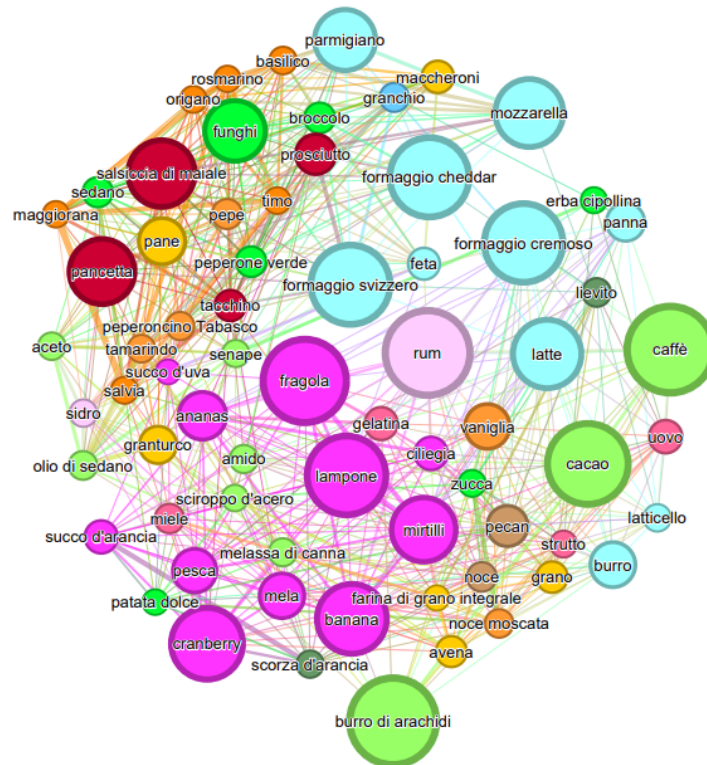 parmigiano
basilico
rosmarino
maccheroni
origano
granchio
broccolo
mozzarella
funghi
prosciutto
salsiccia di maiale
formaggio cheddar
sedano
erba cipollina
timo
maggiorana
pepe
panna
pane
formaggio cremoso
peperone verde
feta
pancetta
formaggio svizzero
lievito
tacchino
peperoncino Tabasco
aceto
tamarindo
senape
rum
latte
caffè
succo d'uva
fragola
salvia
sidro
ananas
gelatina
vaniglia
uovo
granturco
ciliegia
olio di sedano
amido
lampone
cacao
zucca
sciroppo d'acero
miele
latticello
mirtilli
pecan
succo d'arancia
strutto
melassa di canna
burro
pesca
noce
grano
mela
farina di grano integrale
patata dolce
banana
noce moscata
cranberry
avena
scorza d'arancia
burro di arachidi